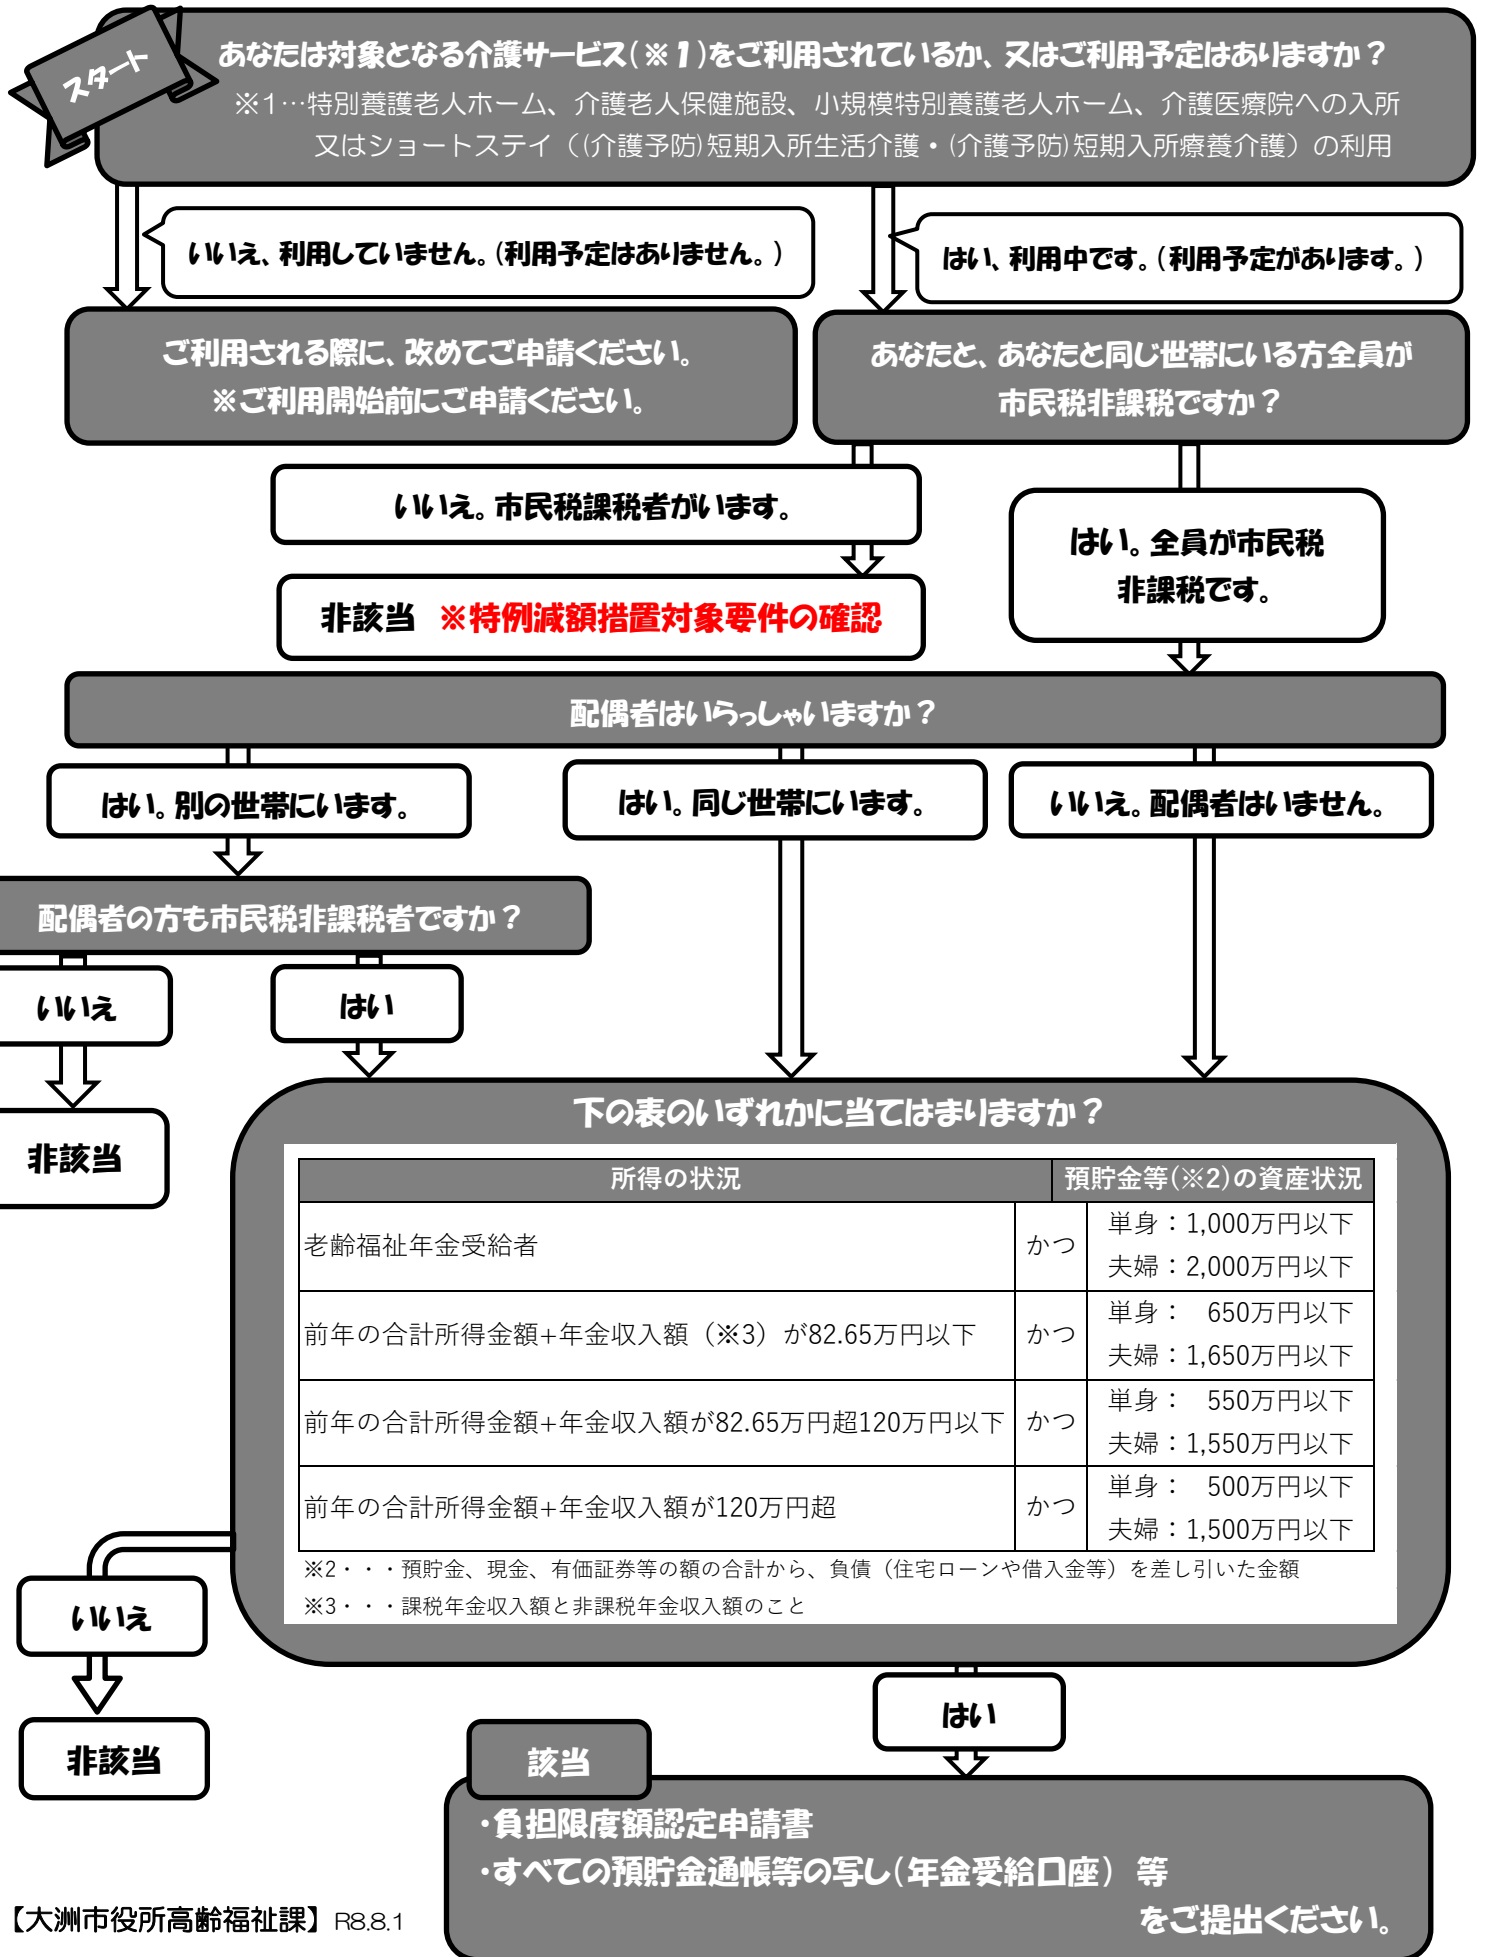 スタート
あなたは対象となる介護サービス(※1)をご利用されているか、又はご利用予定はありますか？
※1…特別養護老人ホーム、介護老人保健施設、小規模特別養護老人ホーム、介護医療院への入所
又はショートステイ（(介護予防)短期入所生活介護・(介護予防)短期入所療養介護）の利用
いいえ、利用していません。(利用予定はありません。)
はい、利用中です。(利用予定があります。)
ご利用される際に、改めてご申請ください。
※ご利用開始前にご申請ください。
あなたと、あなたと同じ世帯にいる方全員が
市民税非課税ですか？
いいえ。市民税課税者がいます。
はい。全員が市民税
非課税です。
非該当 ※特例減額措置対象要件の確認
配偶者はいらっしゃいますか？
はい。別の世帯にいます。
はい。同じ世帯にいます。
いいえ。配偶者はいません。
配偶者の方も市民税非課税者ですか？
いいえ
はい
非該当
下の表のいずれかに当てはまりますか？
所得の状況 預貯金等(※2)の資産状況
老齢福祉年金受給者 かつ 単身：1,000万円以下
夫婦：2,000万円以下
前年の合計所得金額+年金収入額（※3）が82.65万円以下 かつ 単身： 650万円以下
夫婦：1,650万円以下
前年の合計所得金額+年金収入額が82.65万円超120万円以下 かつ 単身： 550万円以下
夫婦：1,550万円以下
前年の合計所得金額+年金収入額が120万円超 かつ 単身： 500万円以下
夫婦：1,500万円以下
※2・・・預貯金、現金、有価証券等の額の合計から、負債（住宅ローンや借入金等）を差し引いた金額
※3・・・課税年金収入額と非課税年金収入額のこと
いいえ
非該当
はい
該当
・負担限度額認定申請書
・すべての預貯金通帳等の写し(年金受給口座) 等
をご提出ください。
【大洲市役所高齢福祉課】R8.8.1